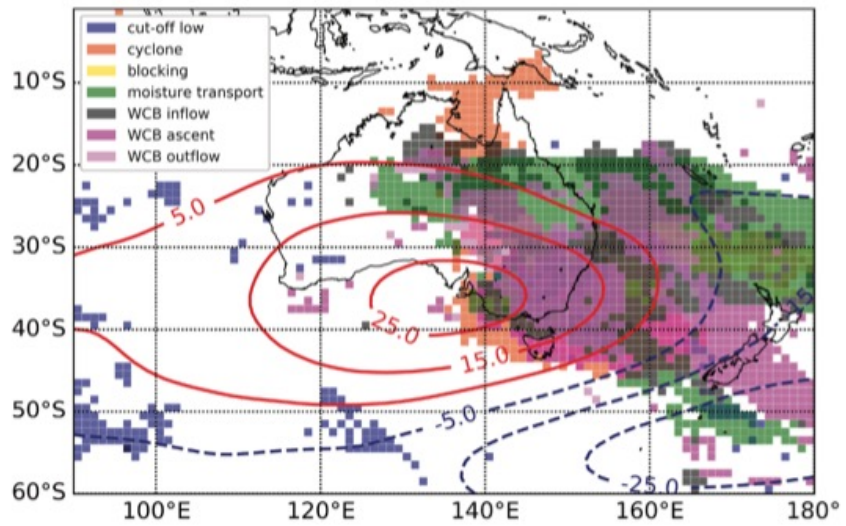 cut-off low
cyclone
blocking
moisture transport
WCB inflow
WCB ascent
WCB outflow
10°S
20°S
5.0
30°S
25.0
15
40°S
15.0
50°S
-5.0
-25.0
60°S
100°E
120°E
140°E
160°E
180°